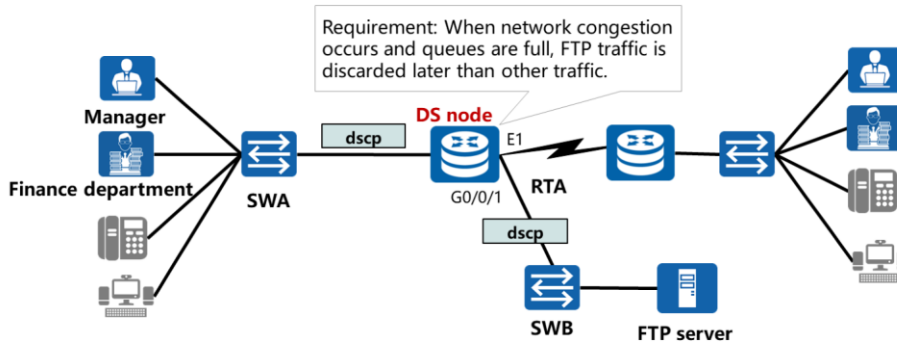 Requirement: When network congestion
occurs and queues are full, FTP traffic is
discarded later than other traffic.
Manager
DS node
dscp
E1
Finance department
SWA
G0/0/1
RTA
dscp
SWB
FTP server